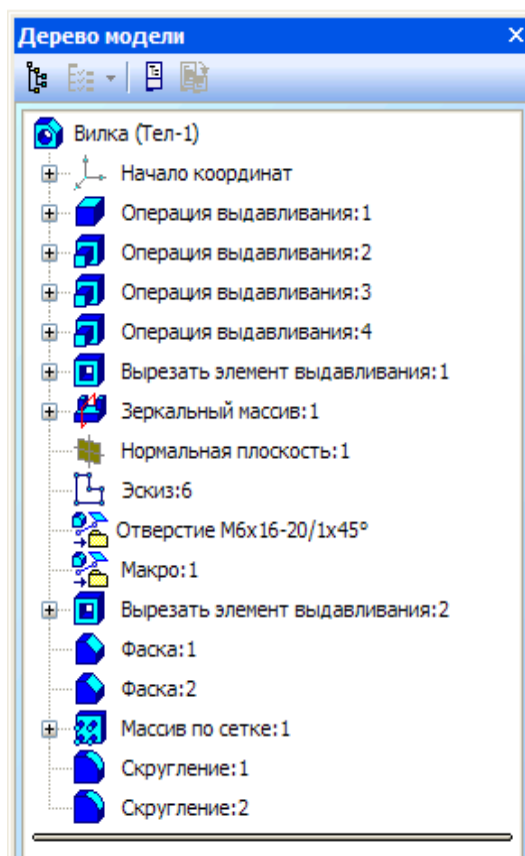 Дерево модели
Вилка (Тел-1)
Начало координат
Операция выдавливания:1
Операция выдавливания:2
Операция выдавливания:3
Операция выдавливания:4
Вырезать элемент выдавливания:1
Зеркальный массив:1
Нормальная плоскость:1
Эскиз:6
Отверстие М6х16-20/1х45°
Макро:1
Вырезать элемент выдавливания:2
Фаска:1
Фаска:2
Массив по сетке:1
Скругление:1
Скругление:2